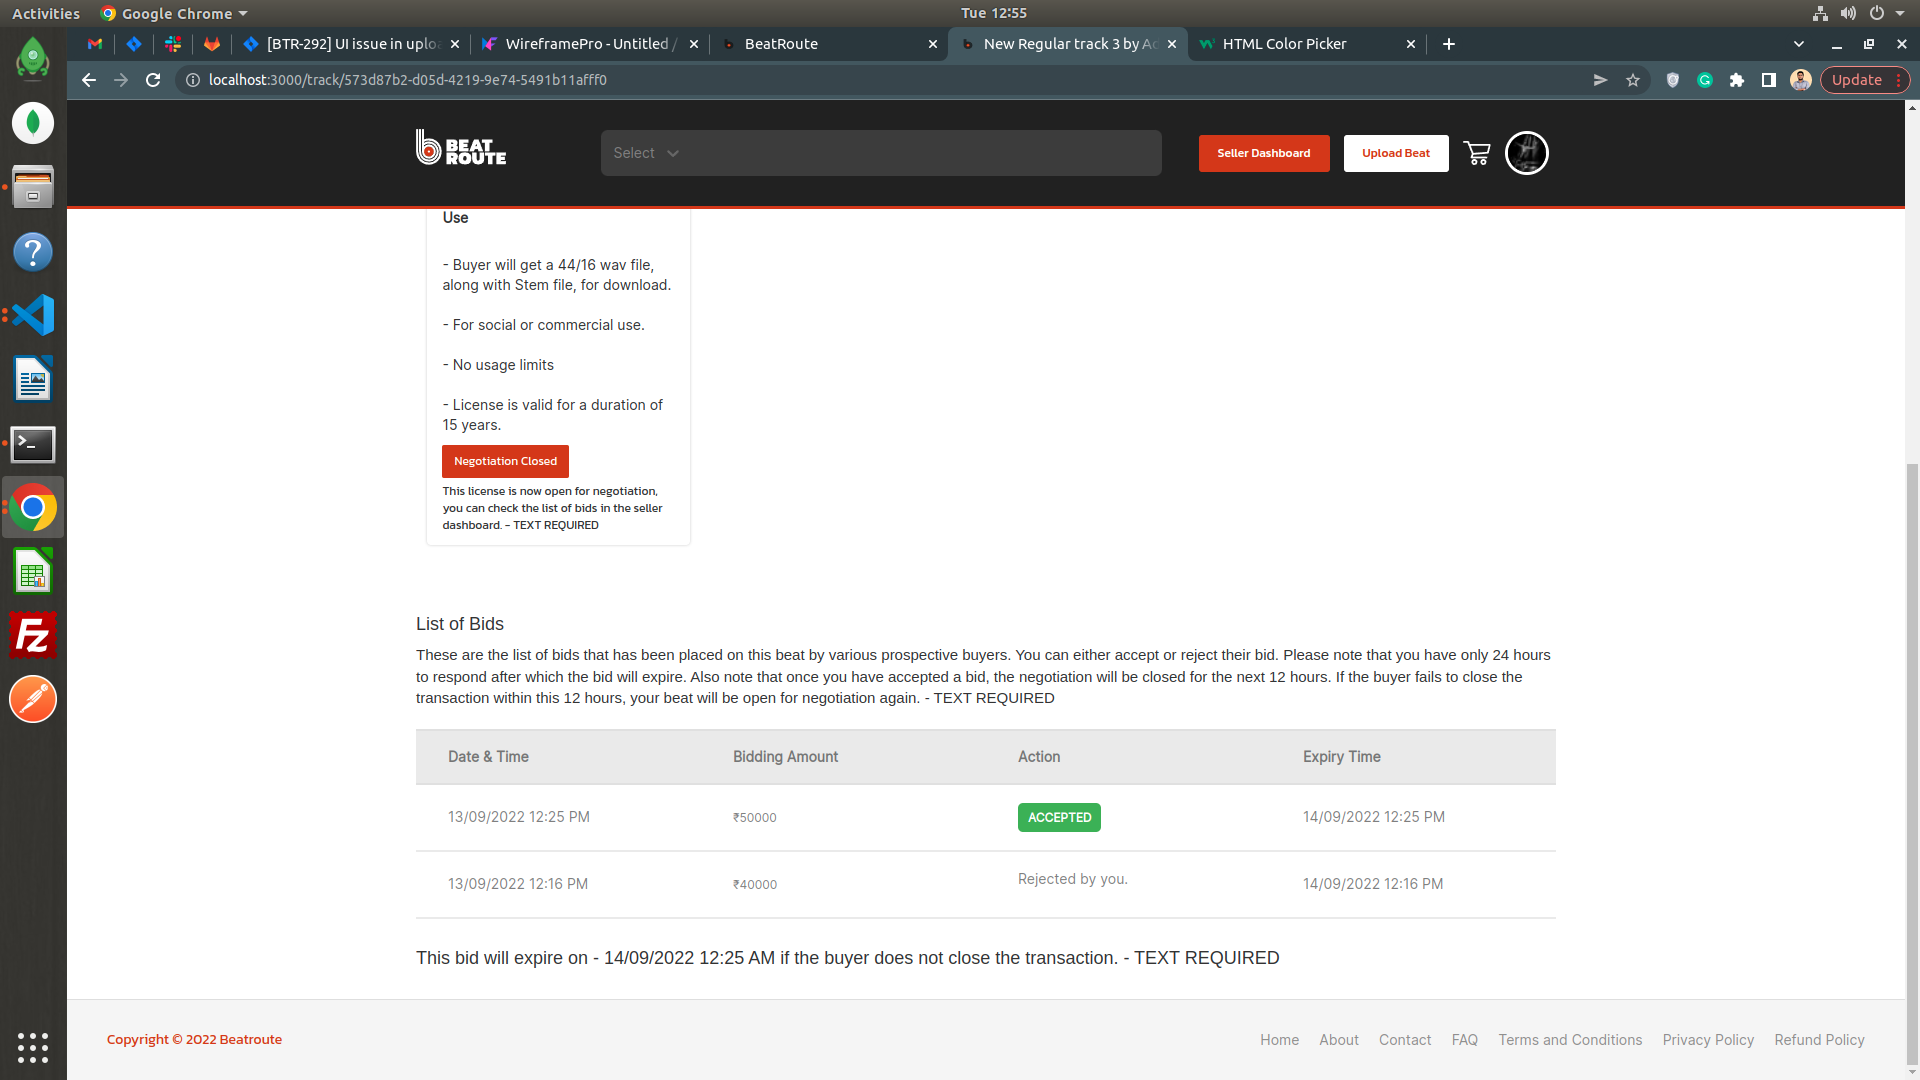 Activities
Google Chrome
Tue 12:55
[BTR-292] UI issue in uplo
WireframePro - Untitled /
BeatRoute
New Regular track 3 by Ac
HTML Color Picker
localhost:3000/track/573d87b2-d05d-4219-9e74-5491b11afff0
Update
BEAT
ROUTE
Select
Seller Dashboard
Upload Beat
Use
- Buyer will get a 44/16 wav file,
along with Stem file, for download.
- For social or commercial use.
- No usage limits
- License is valid for a duration of
15 years.
Negotiation Closed
This license is now open for negotiation,
you can check the list of bids in the seller
dashboard. - TEXT REQUIRED
List of Bids
These are the list of bids that has been placed on this beat by various prospective buyers. You can either accept or reject their bid. Please note that you have only 24 hours
to respond after which the bid will expire. Also note that once you have accepted a bid, the negotiation will be closed for the next 12 hours. If the buyer fails to close the
transaction within this 12 hours, your beat will be open for negotiation again. - TEXT REQUIRED
Date & Time Bidding Amount Action Expiry Time
13/09/2022 12:25 PM ₹50000 ACCEPTED 14/09/2022 12:25 PM
13/09/2022 12:16 PM ₹40000 Rejected by you. 14/09/2022 12:16 PM
This bid will expire on - 14/09/2022 12:25 AM if the buyer does not close the transaction. - TEXT REQUIRED
Copyright © 2022 Beatroute
Home About Contact FAQ Terms and Conditions Privacy Policy Refund Policy